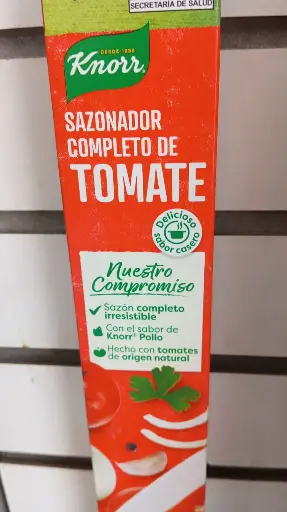 SECRETARÍA DE SALUD
DESDE 1838
Knorr®
SAZONADOR
COMPLETO DE
TOMATE
Delicioso
sabor casero
Nuestro
Compromiso
Sazón completo
irresistible
Con el sabor de
Knorr® Pollo
Hecho con tomates
de origen natural